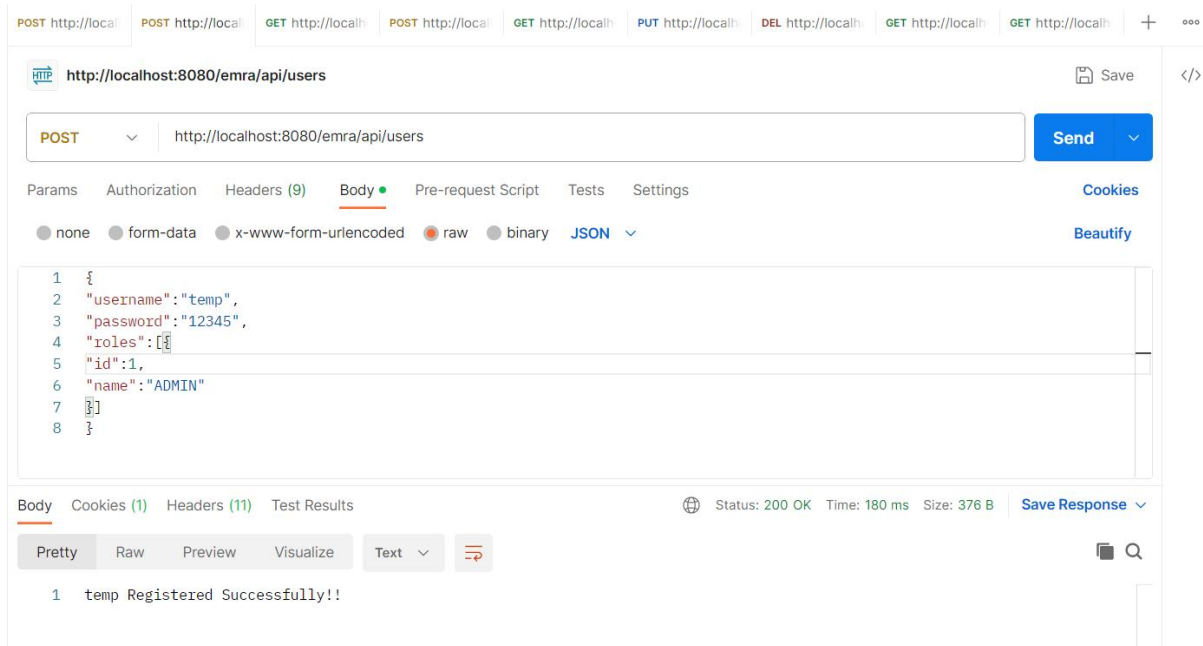 POST http://local POST http://local GET http://localh POST http://local GET http://localh PUT http://localh DEL http://localh GET http://localh GET http://localh
HTTP http://localhost:8080/emra/api/users Save </>
POST http://localhost:8080/emra/api/users Send
Params Authorization Headers (9) Body Pre-request Script Tests Settings Cookies
none form-data x-www-form-urlencoded raw binary JSON Beautify
1 {
2 "username":"temp",
3 "password":"12345",
4 "roles":[{
5 "id":1,
6 "name":"ADMIN"
7 }]
8 }
Body Cookies (1) Headers (11) Test Results Status: 200 OK Time: 180 ms Size: 376 B Save Response
Pretty Raw Preview Visualize Text
1 temp Registered Successfully!!